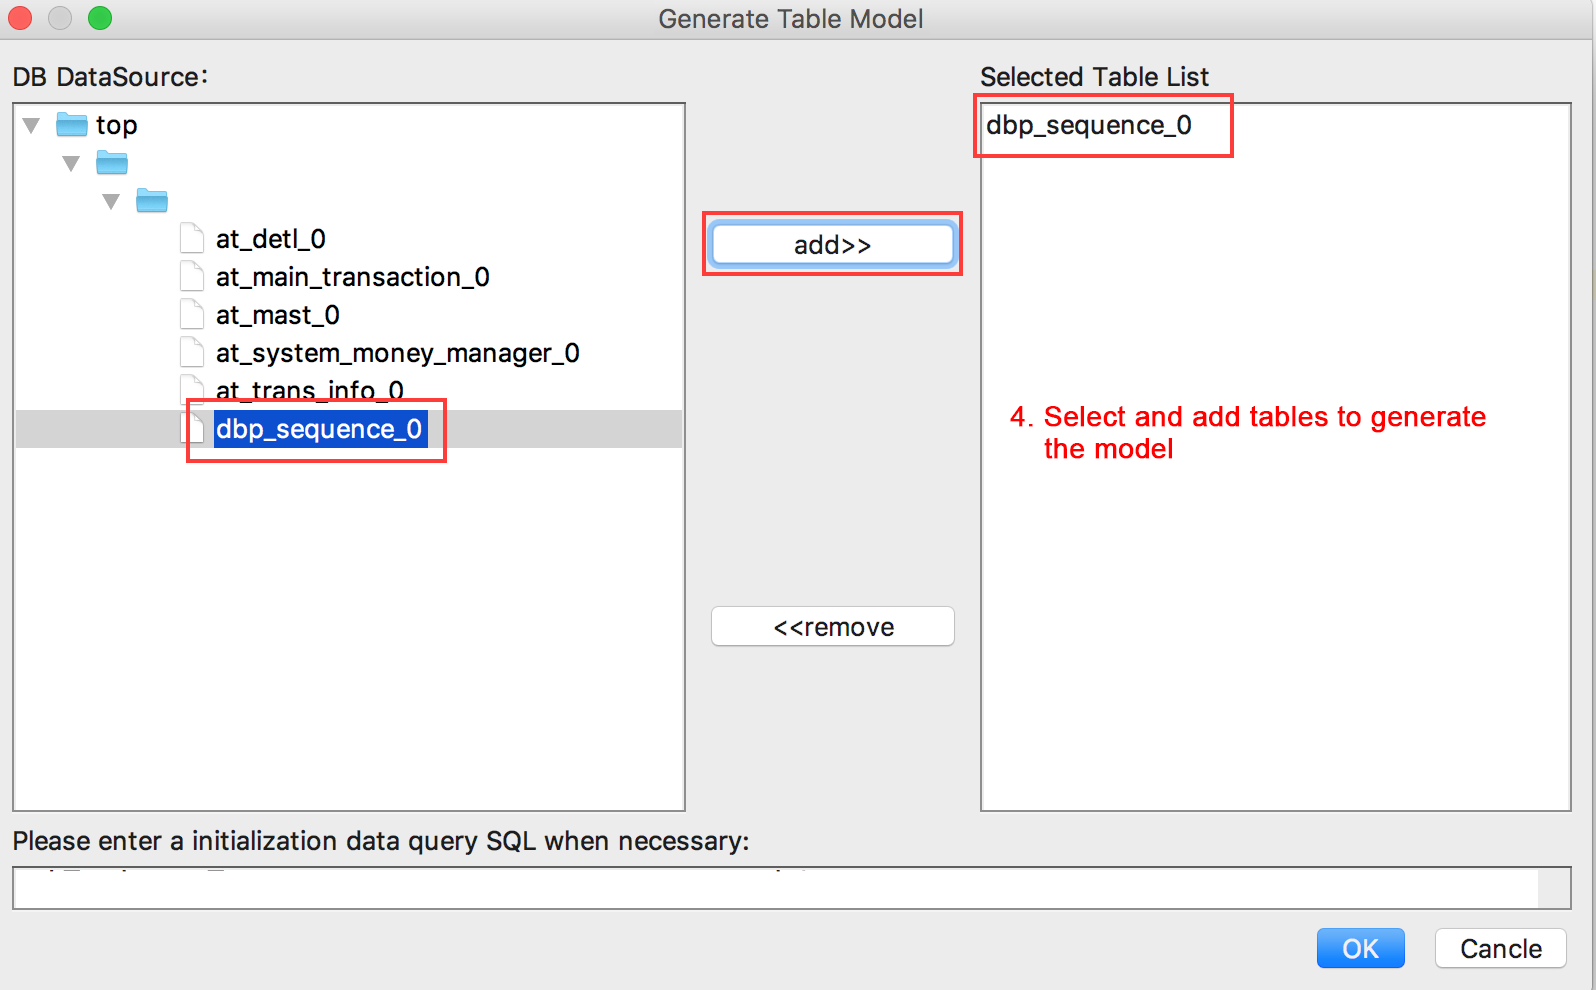 Generate Table Model
DB DataSource:
Selected Table List
top
at_detl_0
at_main_transaction_0
at_mast_0
at_system_money_manager_0
at_trans_info_0
dbp_sequence_0
add>>
<<remove
dbp_sequence_0
4. Select and add tables to generate
the model
Please enter a initialization data query SQL when necessary:
OK
Cancle